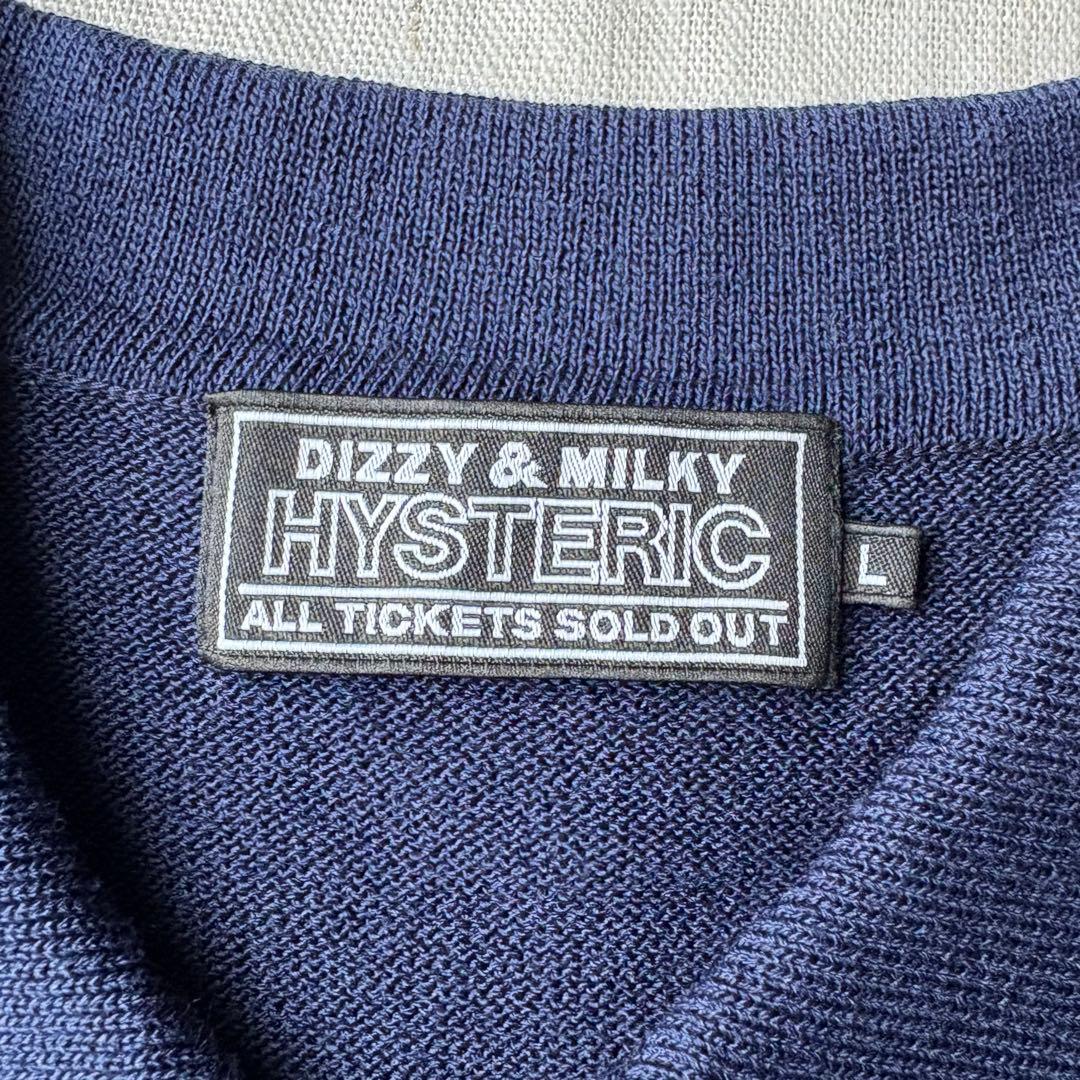 DIZZY & MILKY
HYSTERIC
ALL TICKETS SOLD OUT
L